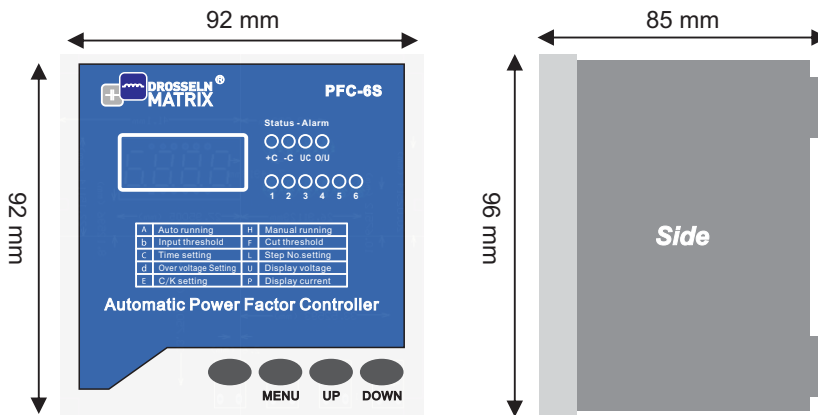 92 mm
85 mm
92 mm
96 mm
DROSSELN ®
MATRIX
PFC-6S
Status - Alarm
+C -C UC O/U
1 2 3 4 5 6
A Auto running H Manual running
b Input threshold F Cut threshold
C Time setting L Step No.setting
d Over voltage Setting U Display voltage
E C/K setting P Display current
Automatic Power Factor Controller
MENU UP DOWN
Side